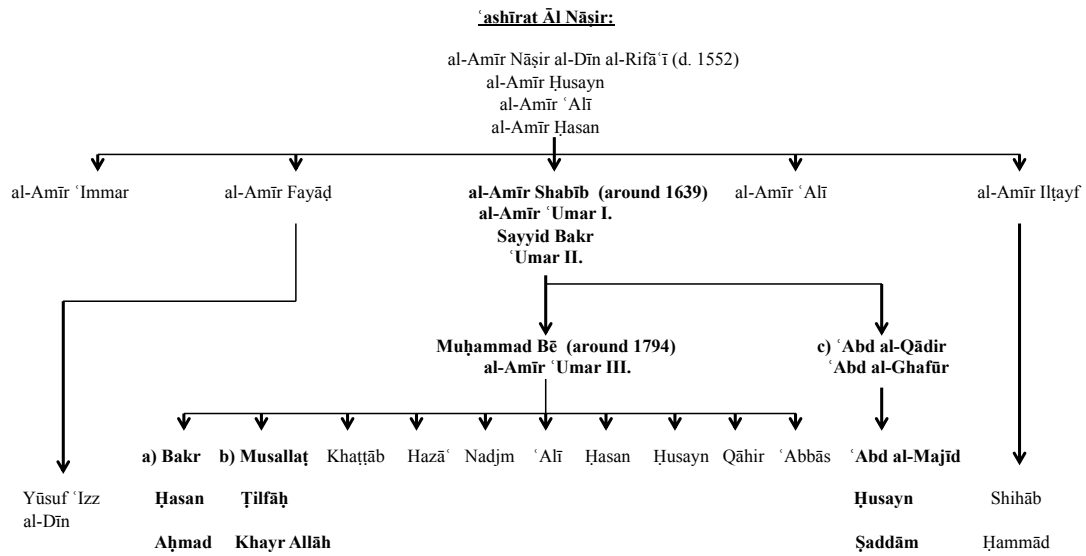 ʿashīrat Āl Nāṣir:
al-Amīr Nāṣir al-Dīn al-Rifāʿī (d. 1552)
al-Amīr Ḥusayn
al-Amīr ʿAlī
al-Amīr Ḥasan
al-Amīr ʿImmar al-Amīr Fayāḍ al-Amīr Shabīb (around 1639) al-Amīr ʿAlī al-Amīr Ilṭayf
al-Amīr ʿUmar I.
Sayyid Bakr
ʿUmar II.
Muḥammad Bē (around 1794) c) ʿAbd al-Qādir
al-Amīr ʿUmar III. ʿAbd al-Ghafūr
a) Bakr b) Musallaṭ Khaṭṭāb Hazāʿ Nadjm ʿAlī Ḥasan Ḥusayn Qāhir ʿAbbās ʿAbd al-Majīd
Yūsuf ʿIzz Ḥasan Ṭilfāḥ Ḥusayn Shihāb
al-Dīn
Aḥmad Khayr Allāh Ṣaddām Ḥammād